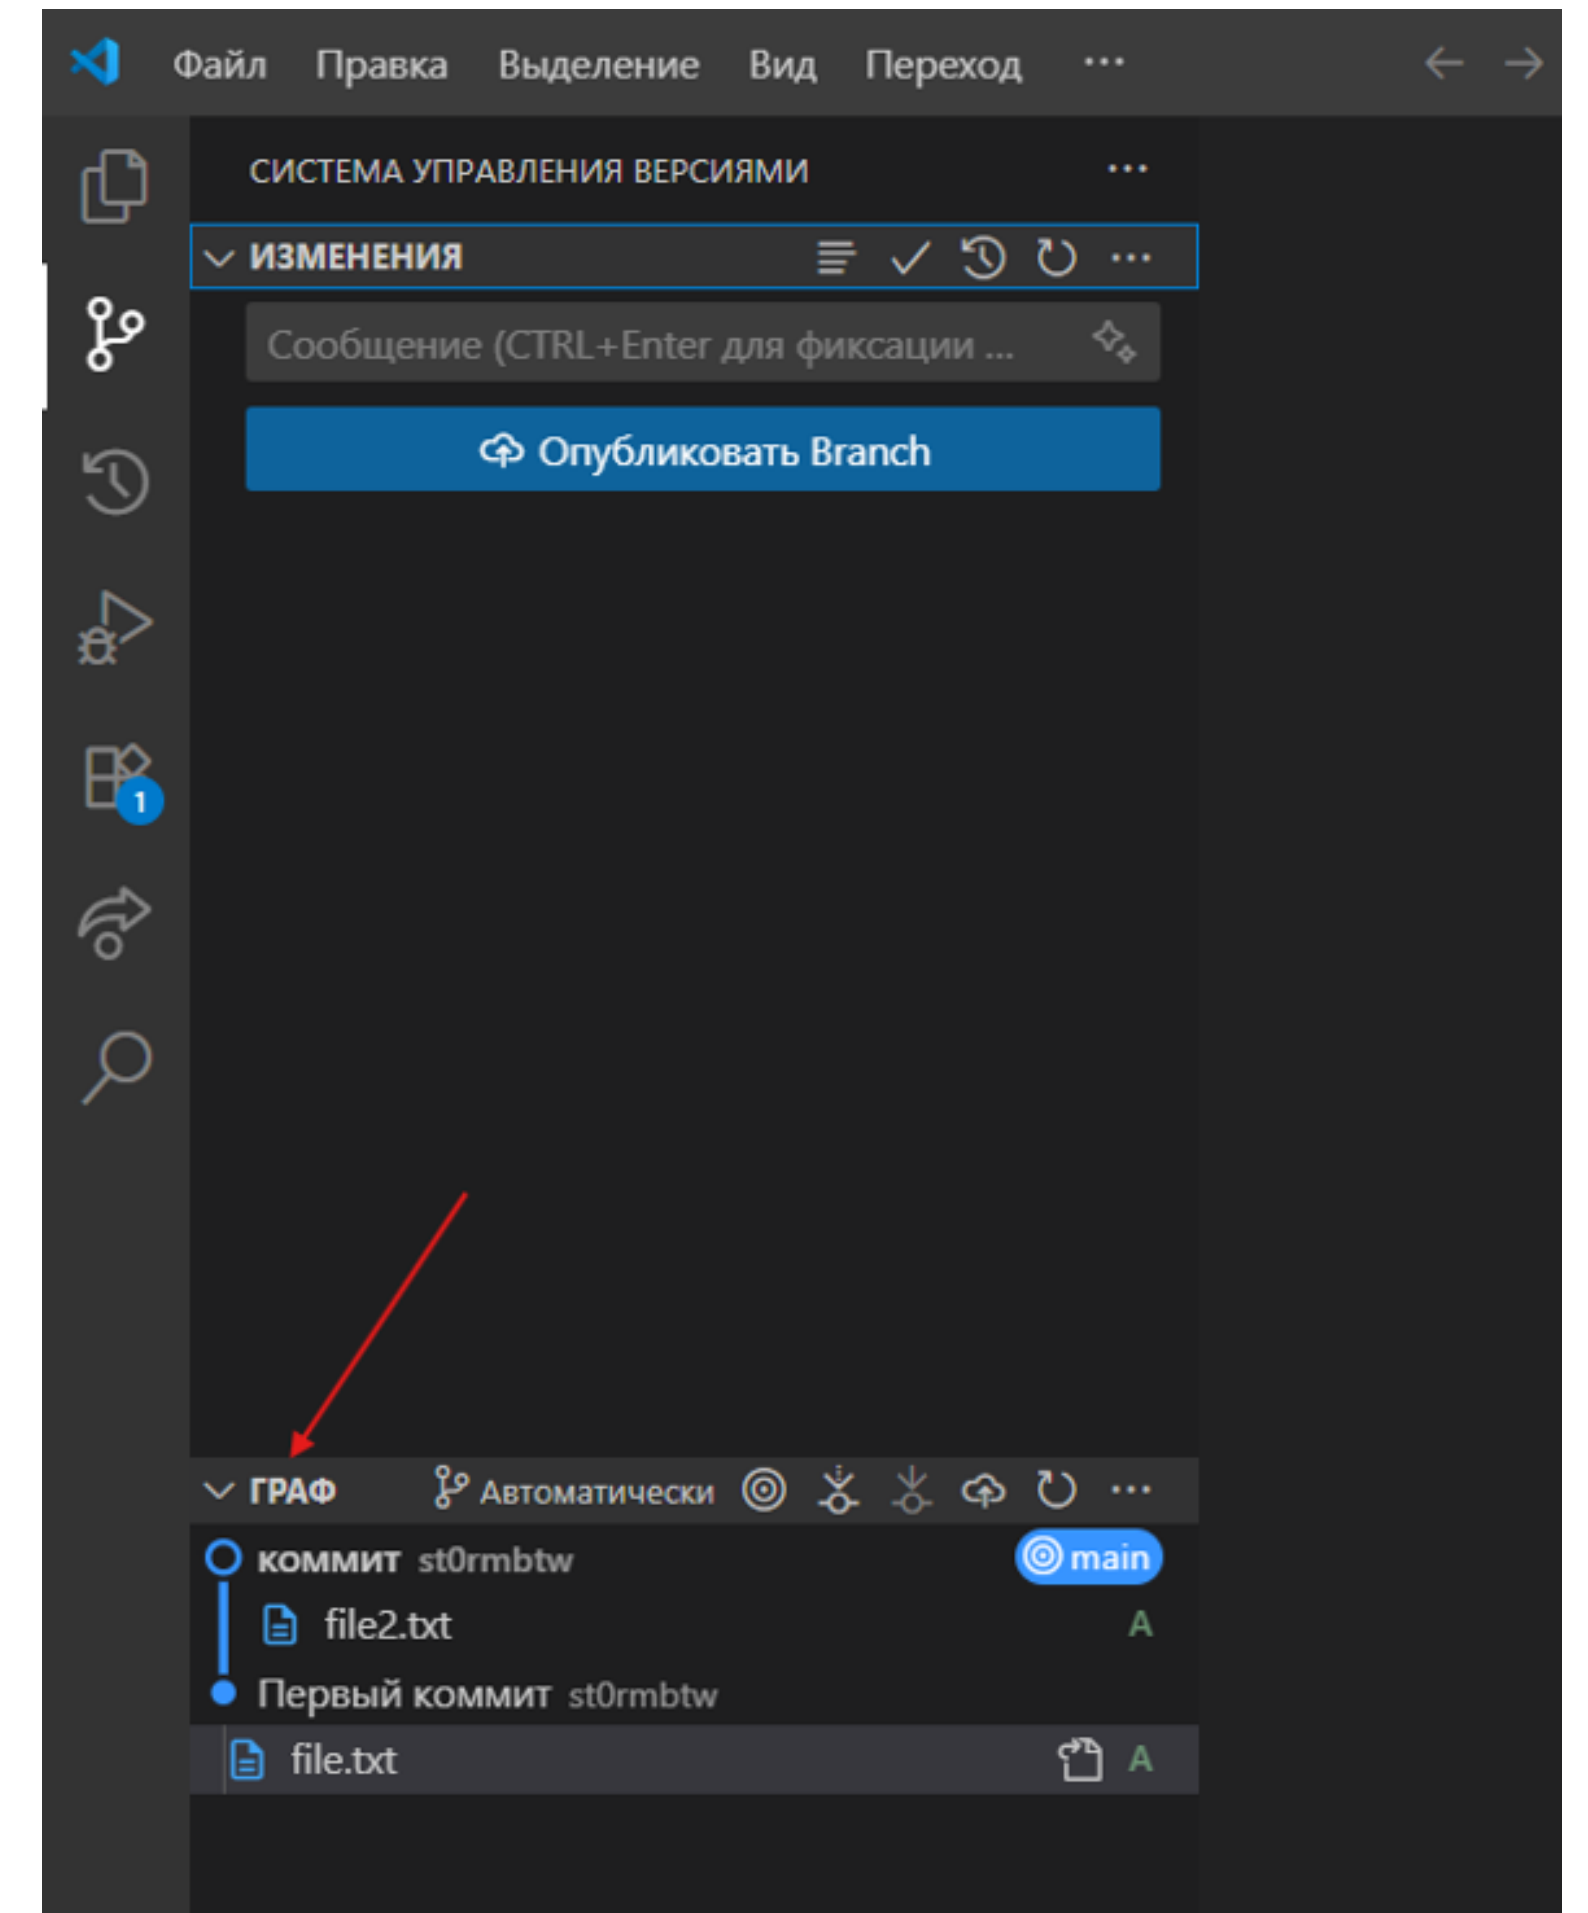 Файл Правка Выделение Вид Переход ...
СИСТЕМА УПРАВЛЕНИЯ ВЕРСИЯМИ
ИЗМЕНЕНИЯ
Сообщение (CTRL+Enter для фиксации ...
Опубликовать Branch
1
ГРАФ Автоматически
коммит st0rmbtw main
file2.txt A
Первый коммит st0rmbtw
file.txt A